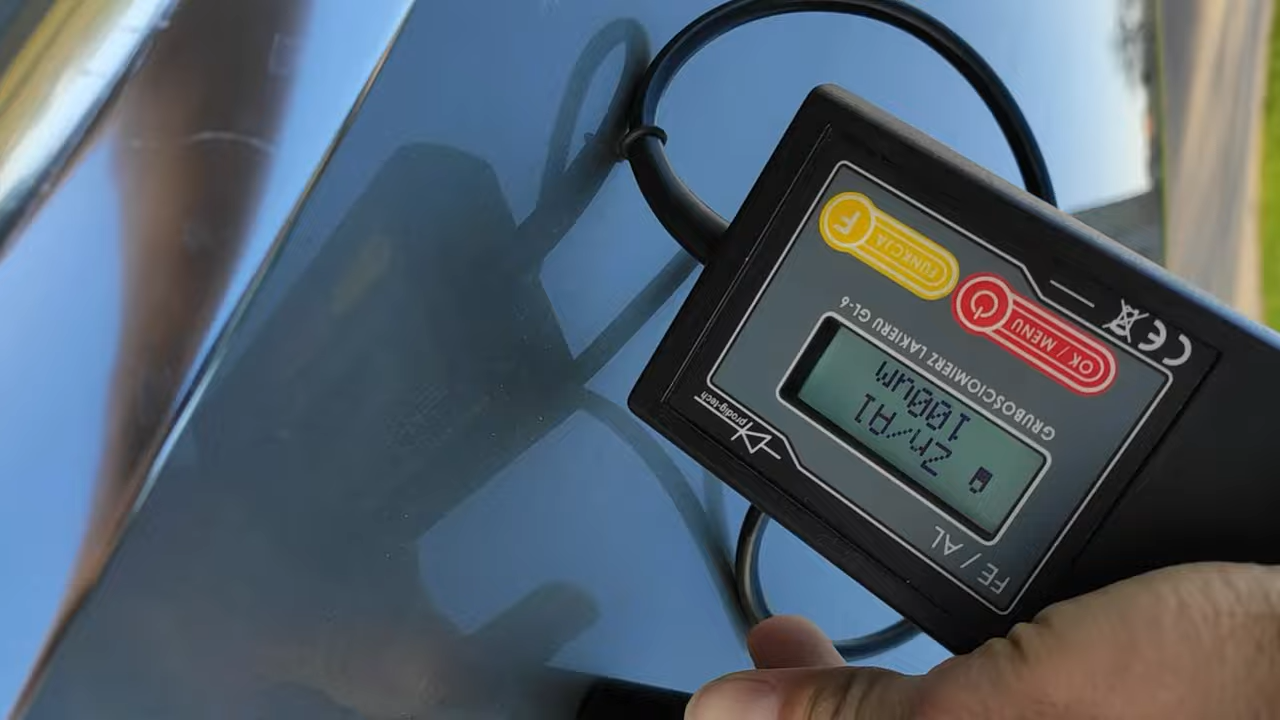 FE / AL
Zn/Al
100um
prodig-tech
GRUBOŚCIOMIERZ LAKIERU GL-6
OK / MENU
FUNKCJA
F
CE